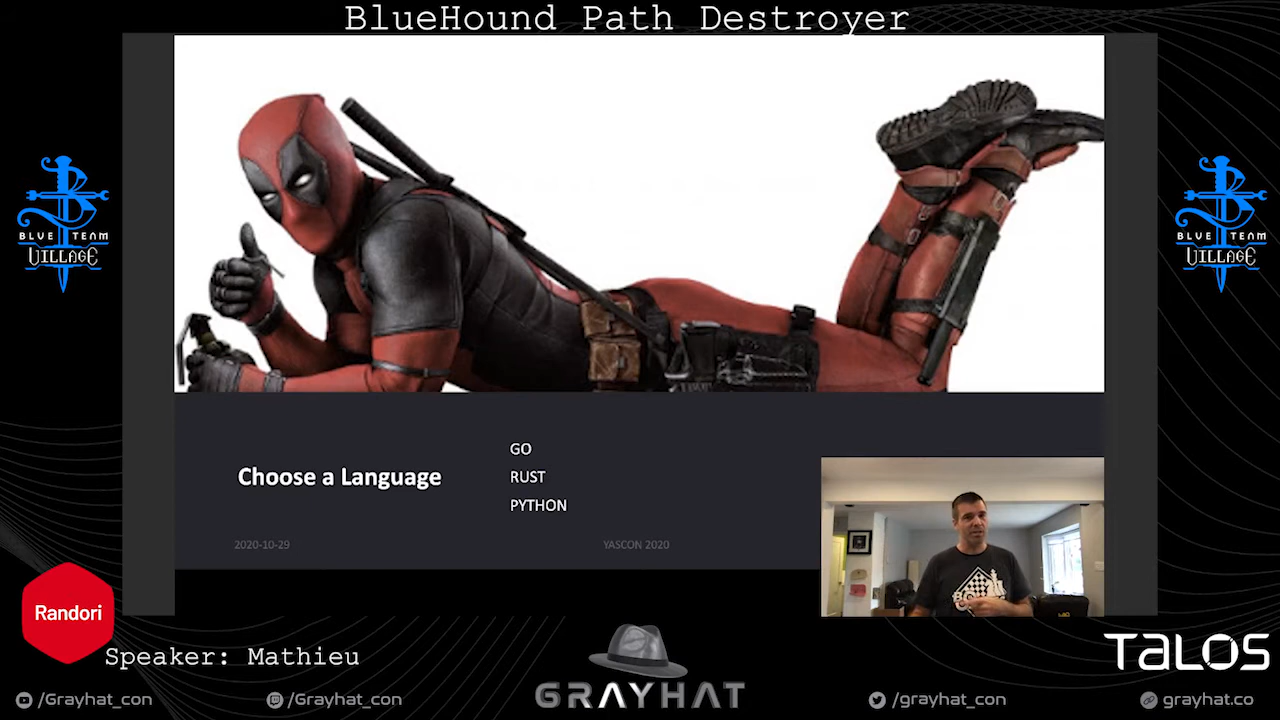 BlueHound Path Destroyer
BLUE TEAM
VILLAGE
BLUE TEAM
VILLAGE
Choose a Language
GO
RUST
PYTHON
2020-10-29
YASCON 2020
Randori
Speaker: Mathieu
GRAYHAT
TALOS
/Grayhat_con
/Grayhat_con
/grayhat_con
grayhat.co